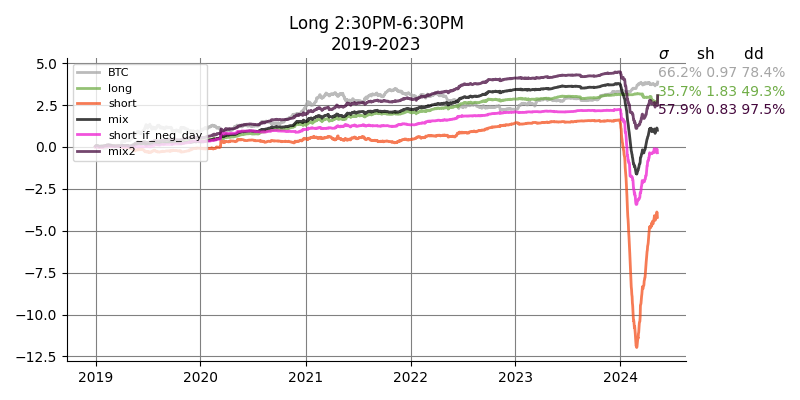 Long 2:30PM-6:30PM
2019-2023
σ sh dd
66.2% 0.97 78.4%
35.7% 1.83 49.3%
57.9% 0.83 97.5%
BTC
long
short
mix
short_if_neg_day
mix2
5.0
2.5
0.0
−2.5
−5.0
−7.5
−10.0
−12.5
2019 2020 2021 2022 2023 2024